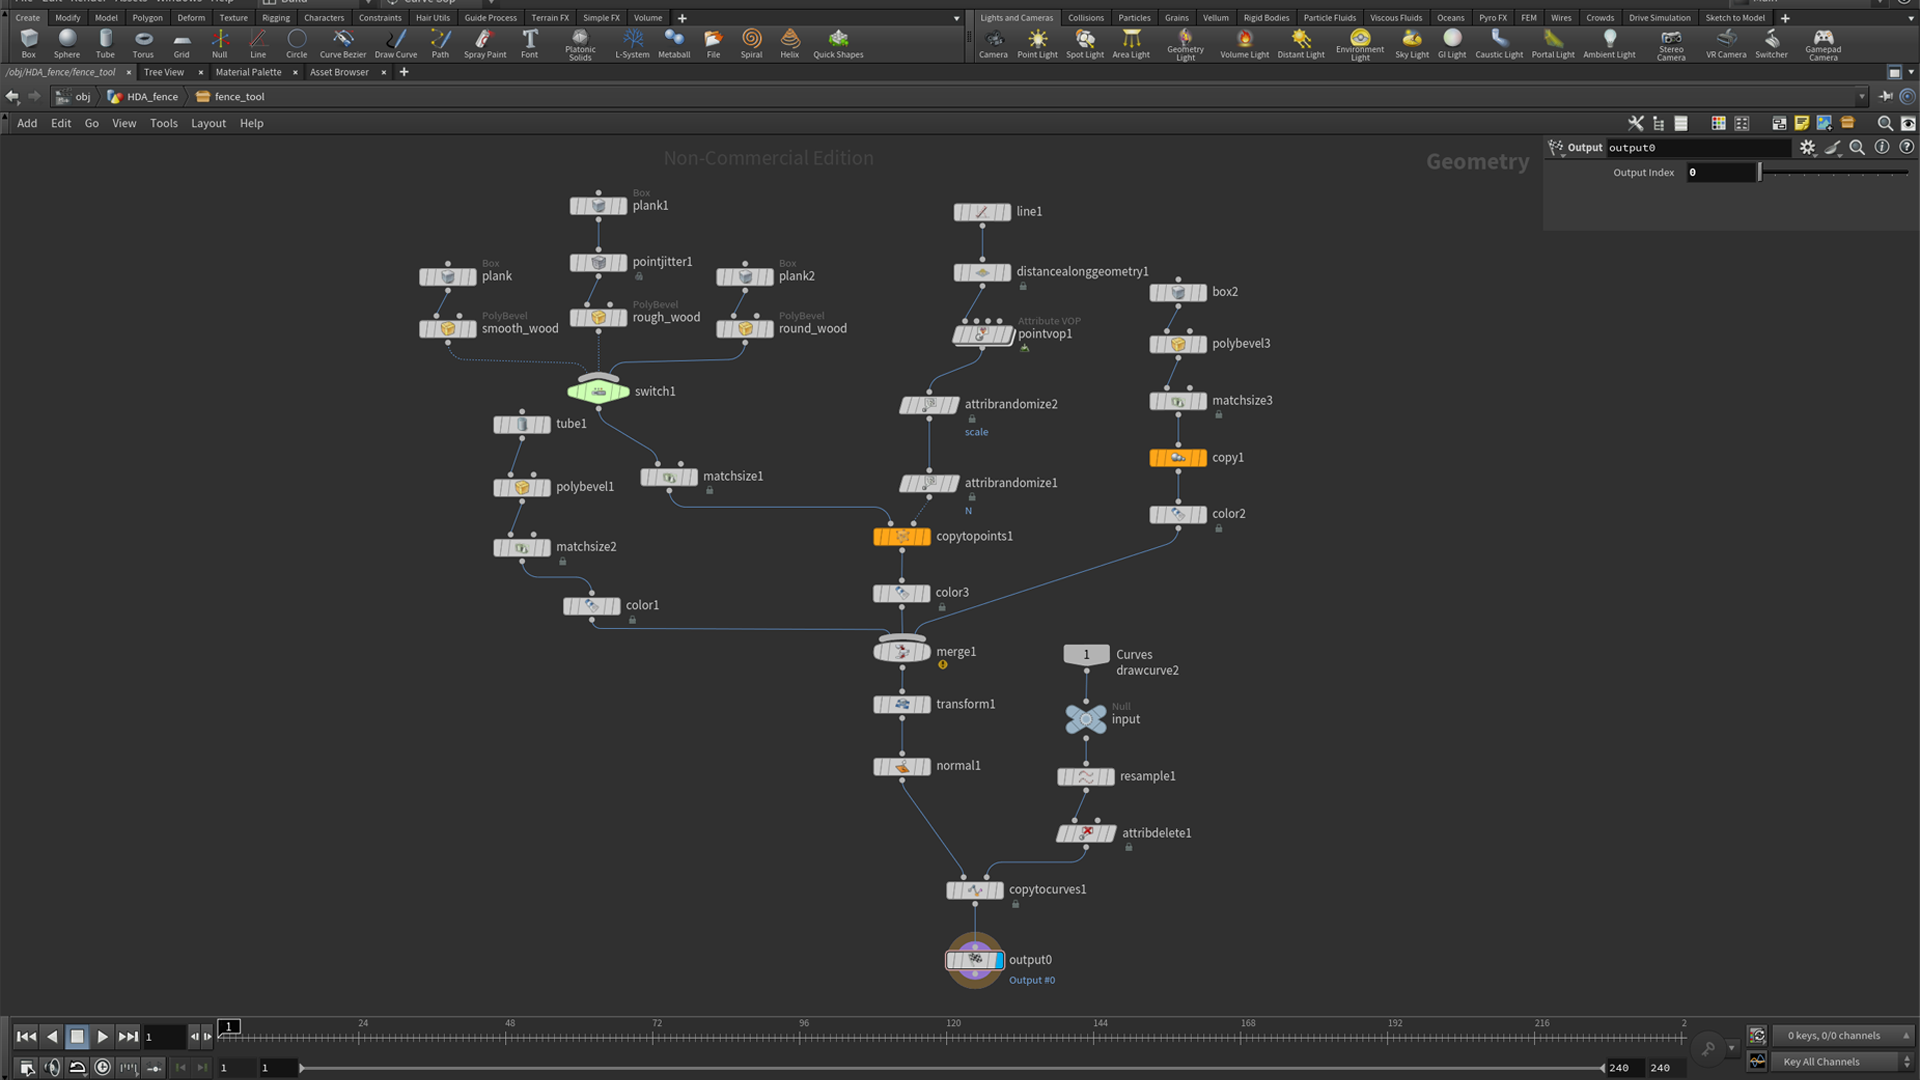 Create Modify Model Polygon Deform Texture Rigging Characters Constraints Hair Utils Guide Process Terrain FX Simple FX Volume
Lights and Cameras Collisions Particles Grains Vellum Rigid Bodies Particle Fluids Viscous Fluids Oceans Pyro FX FEM Wires Crowds Drive Simulation Sketch to Model
Box Sphere Tube Torus Grid Null Line Circle Curve Bezier Draw Curve Path Spray Paint Font Platonic Solids L-System Metaball File Spiral Helix Quick Shapes
Camera Point Light Spot Light Area Light Geometry Light Volume Light Distant Light Environment Light Sky Light GI Light Caustic Light Portal Light Ambient Light Stereo Camera VR Camera Switcher Gamepad Camera
/obj/HDA_fence/fence_tool Tree View Material Palette Asset Browser
obj HDA_fence fence_tool
Add Edit Go View Tools Layout Help
Non-Commercial Edition
Geometry
Output output0
Output Index 0
Box
plank1
line1
pointjitter1
Box
plank
Box
plank2
distancealonggeometry1
box2
PolyBevel
smooth_wood
PolyBevel
rough_wood
PolyBevel
round_wood
Attribute VOP
pointvop1
polybevel3
switch1
attribrandomize2
scale
matchsize3
tube1
copy1
matchsize1
polybevel1
attribrandomize1
N
color2
copytopoints1
matchsize2
color3
color1
merge1
1
Curves
drawcurve2
transform1
Null
input
normal1
resample1
attribdelete1
copytocurves1
output0
Output #0
1
1 24 48 72 96 120 144 168 192 216 2
0 keys, 0/0 channels
1 1
240 240
Key All Channels